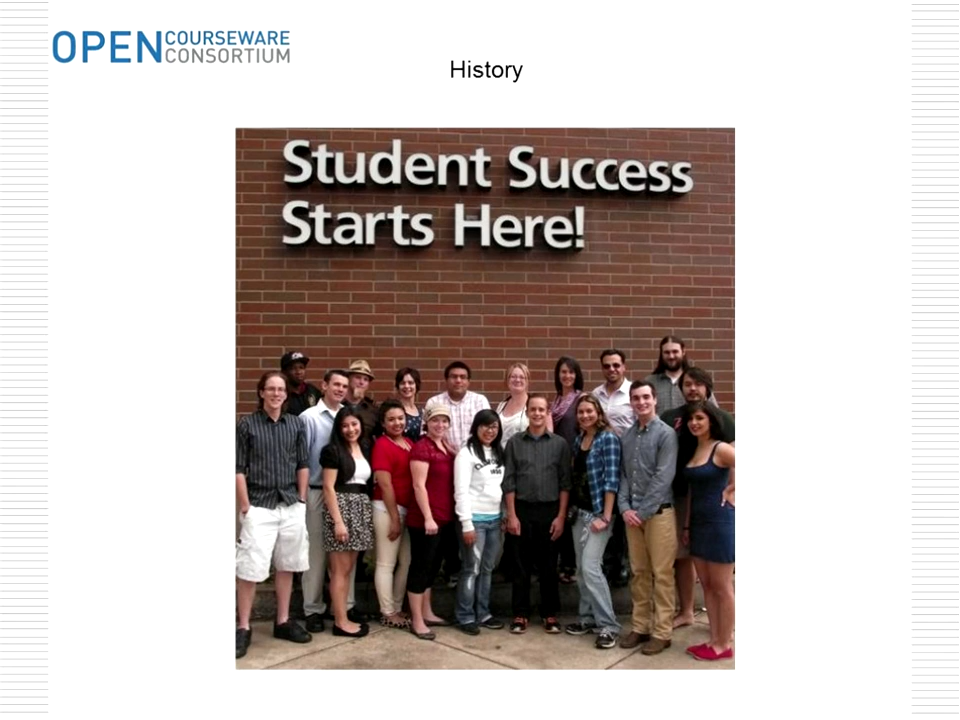 OPEN COURSEWARE
CONSORTIUM
History
Student Success
Starts Here!